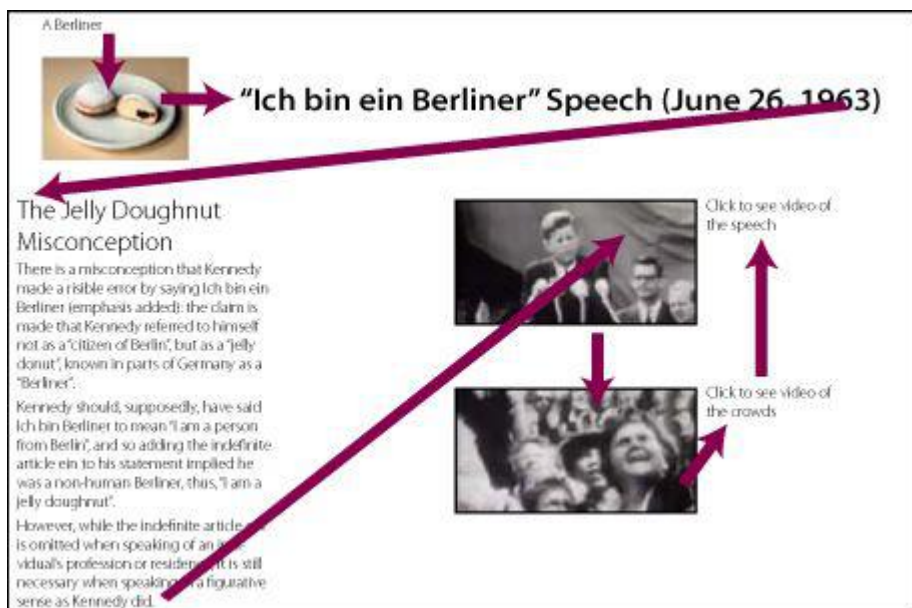 A Berliner
“Ich bin ein Berliner” Speech (June 26, 1963)
The Jelly Doughnut
Misconception
There is a misconception that Kennedy
made a risible error by saying Ich bin ein
Berliner (emphasis added): the claim is
made that Kennedy referred to himself
not as a “citizen of Berlin”, but as a “jelly
donut”, known in parts of Germany as a
“Berliner”.
Kennedy should, supposedly, have said
Ich bin Berliner to mean “I am a person
from Berlin”, and so adding the indefinite
article ein to his statement implied he
was a non-human Berliner, thus, “I am a
jelly doughnut”.
However, while the indefinite article
is omitted when speaking of an
vidual’s profession or residence, it is still
necessary when speaking a figurative
sense as Kennedy did.
Click to see video of
the speech
Click to see video of
the crowds